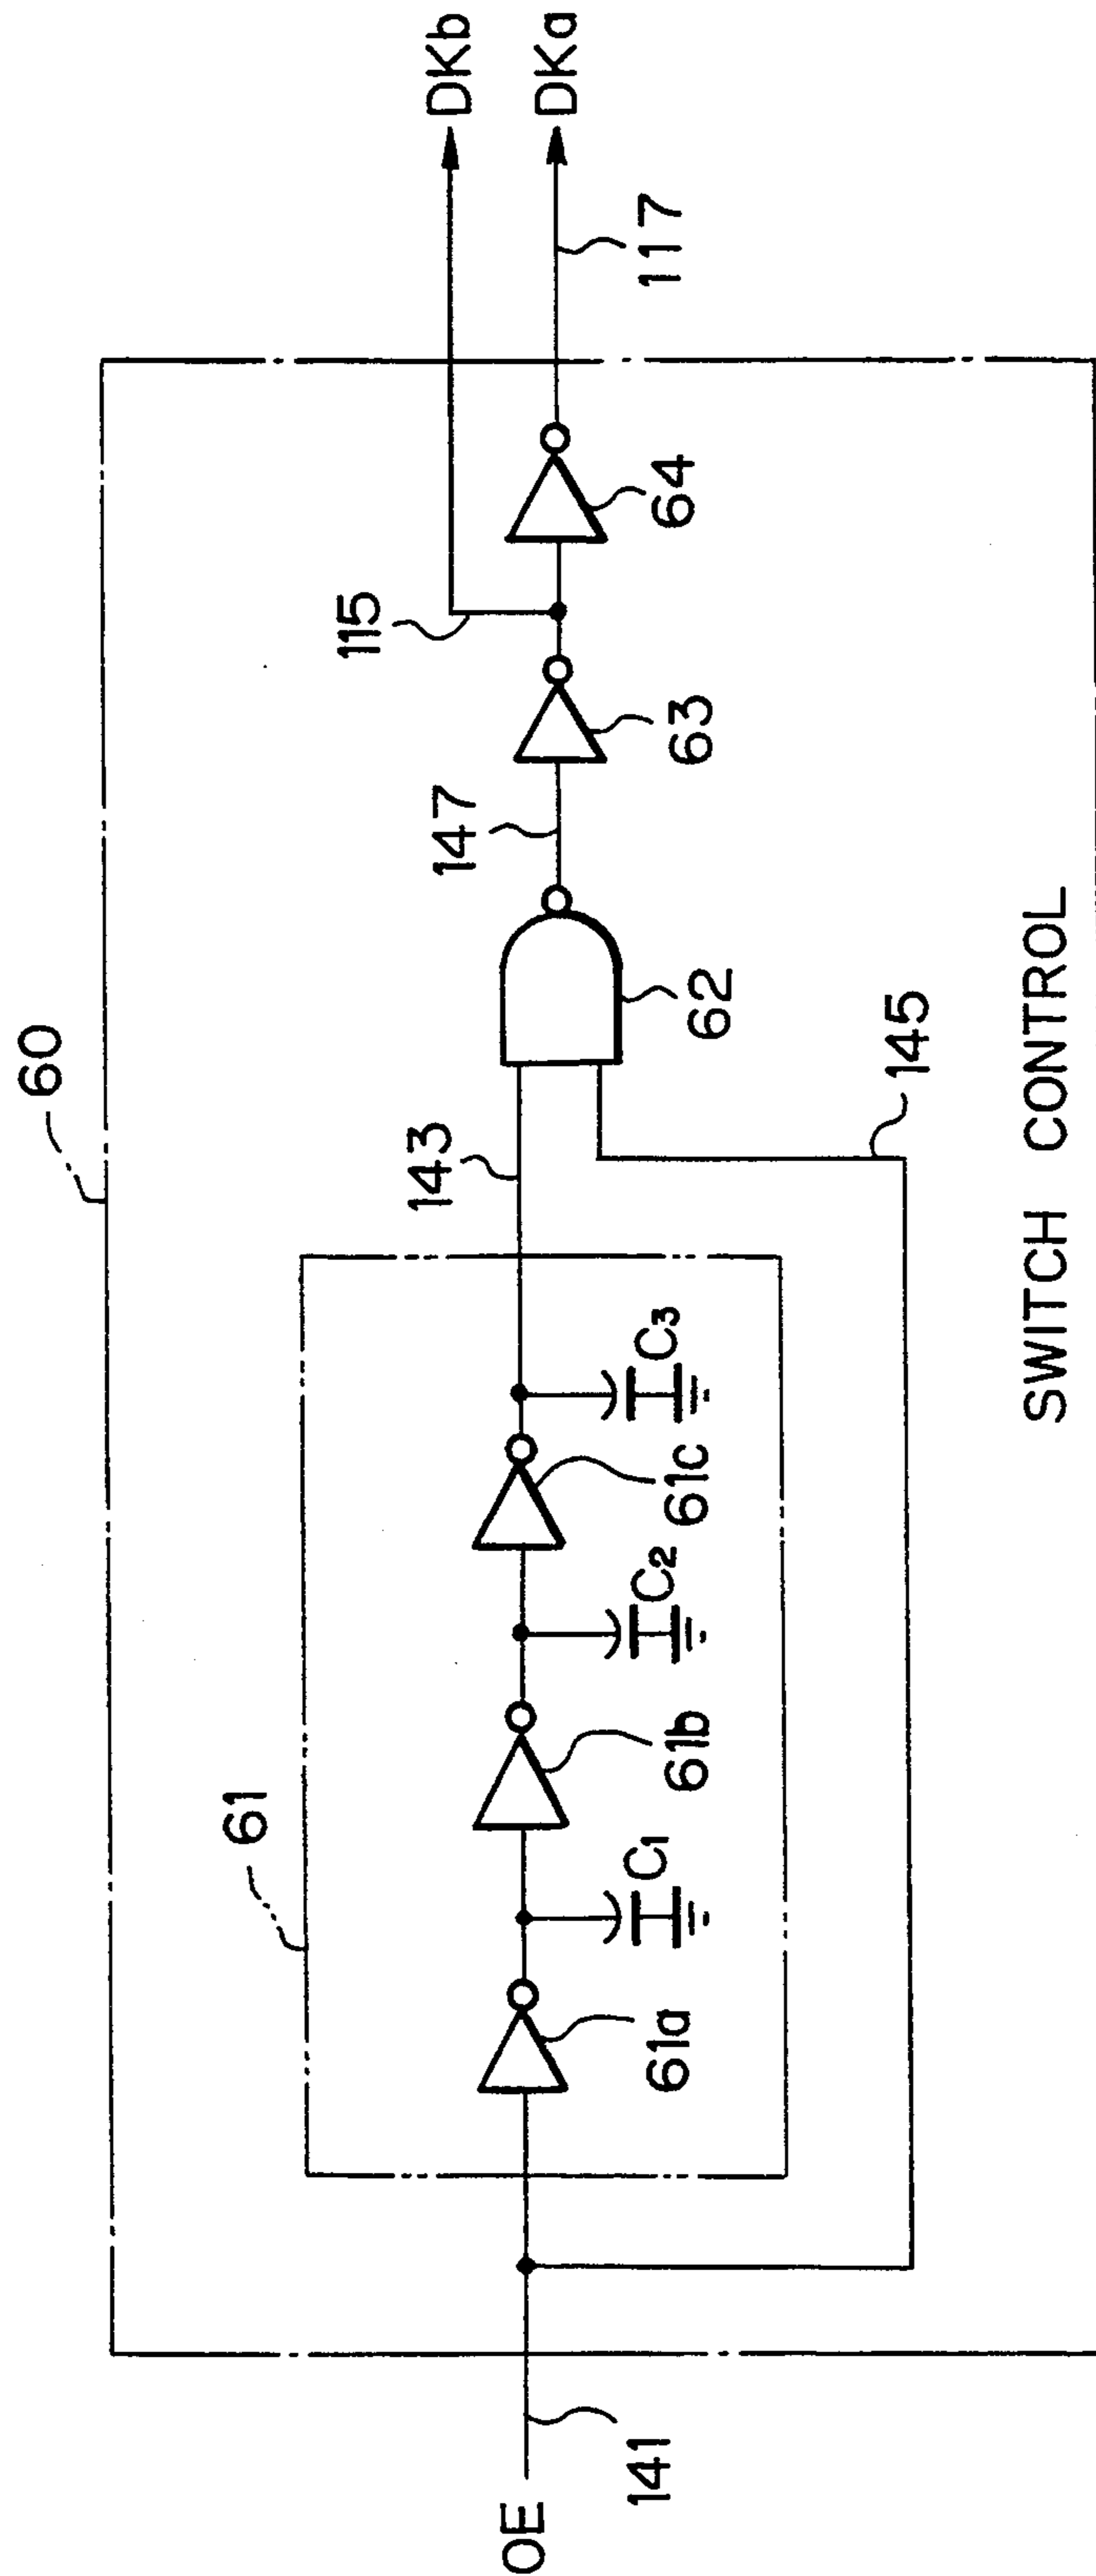 60
DKb
DKa
115
117
147
143
61
64
63
62
145
C1
C2
C3
61a
61b
61c
OE
141
SWITCH CONTROL